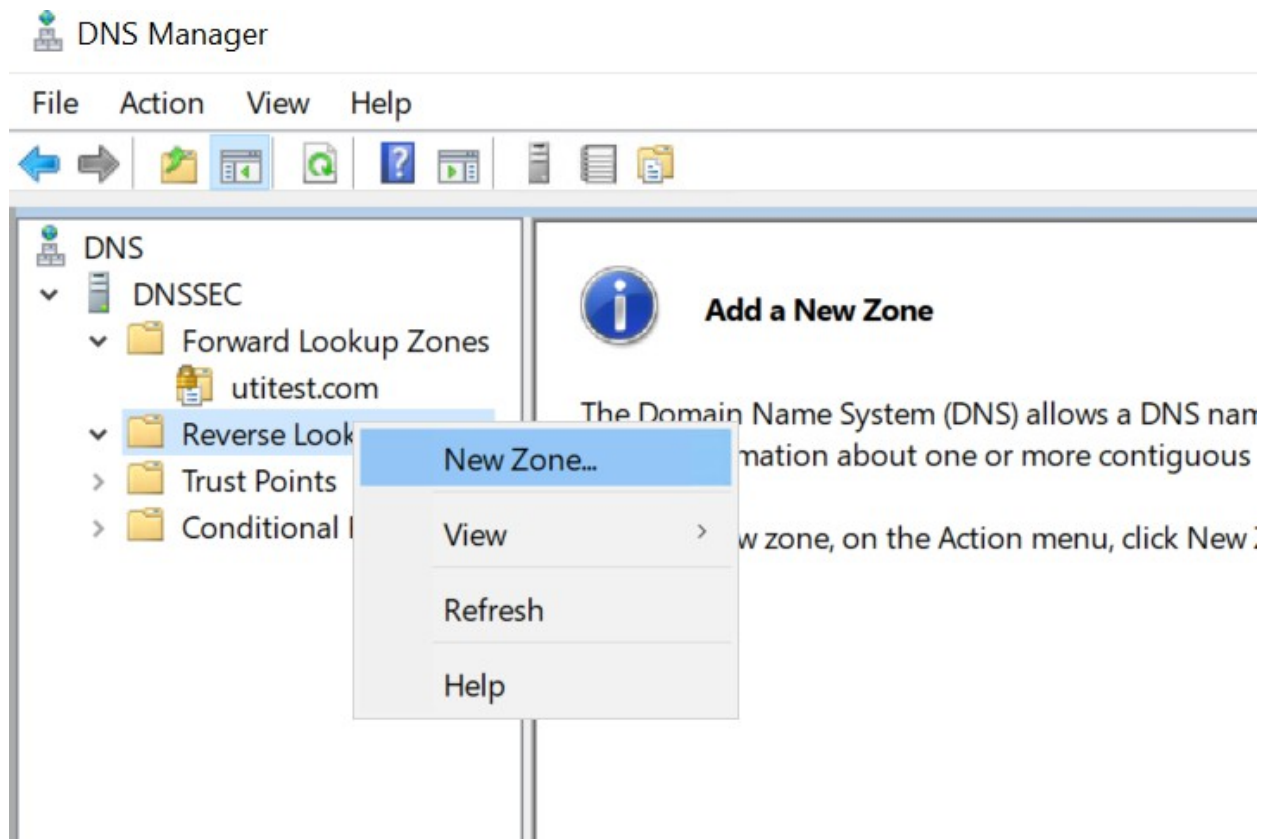 DNS Manager
File Action View Help
DNS
DNSSEC
Forward Lookup Zones
utitest.com
Reverse Look
Trust Points
Conditional
New Zone...
View
Refresh
Help
Add a New Zone
The Domain Name System (DNS) allows a DNS nam
mation about one or more contiguous
w zone, on the Action menu, click New